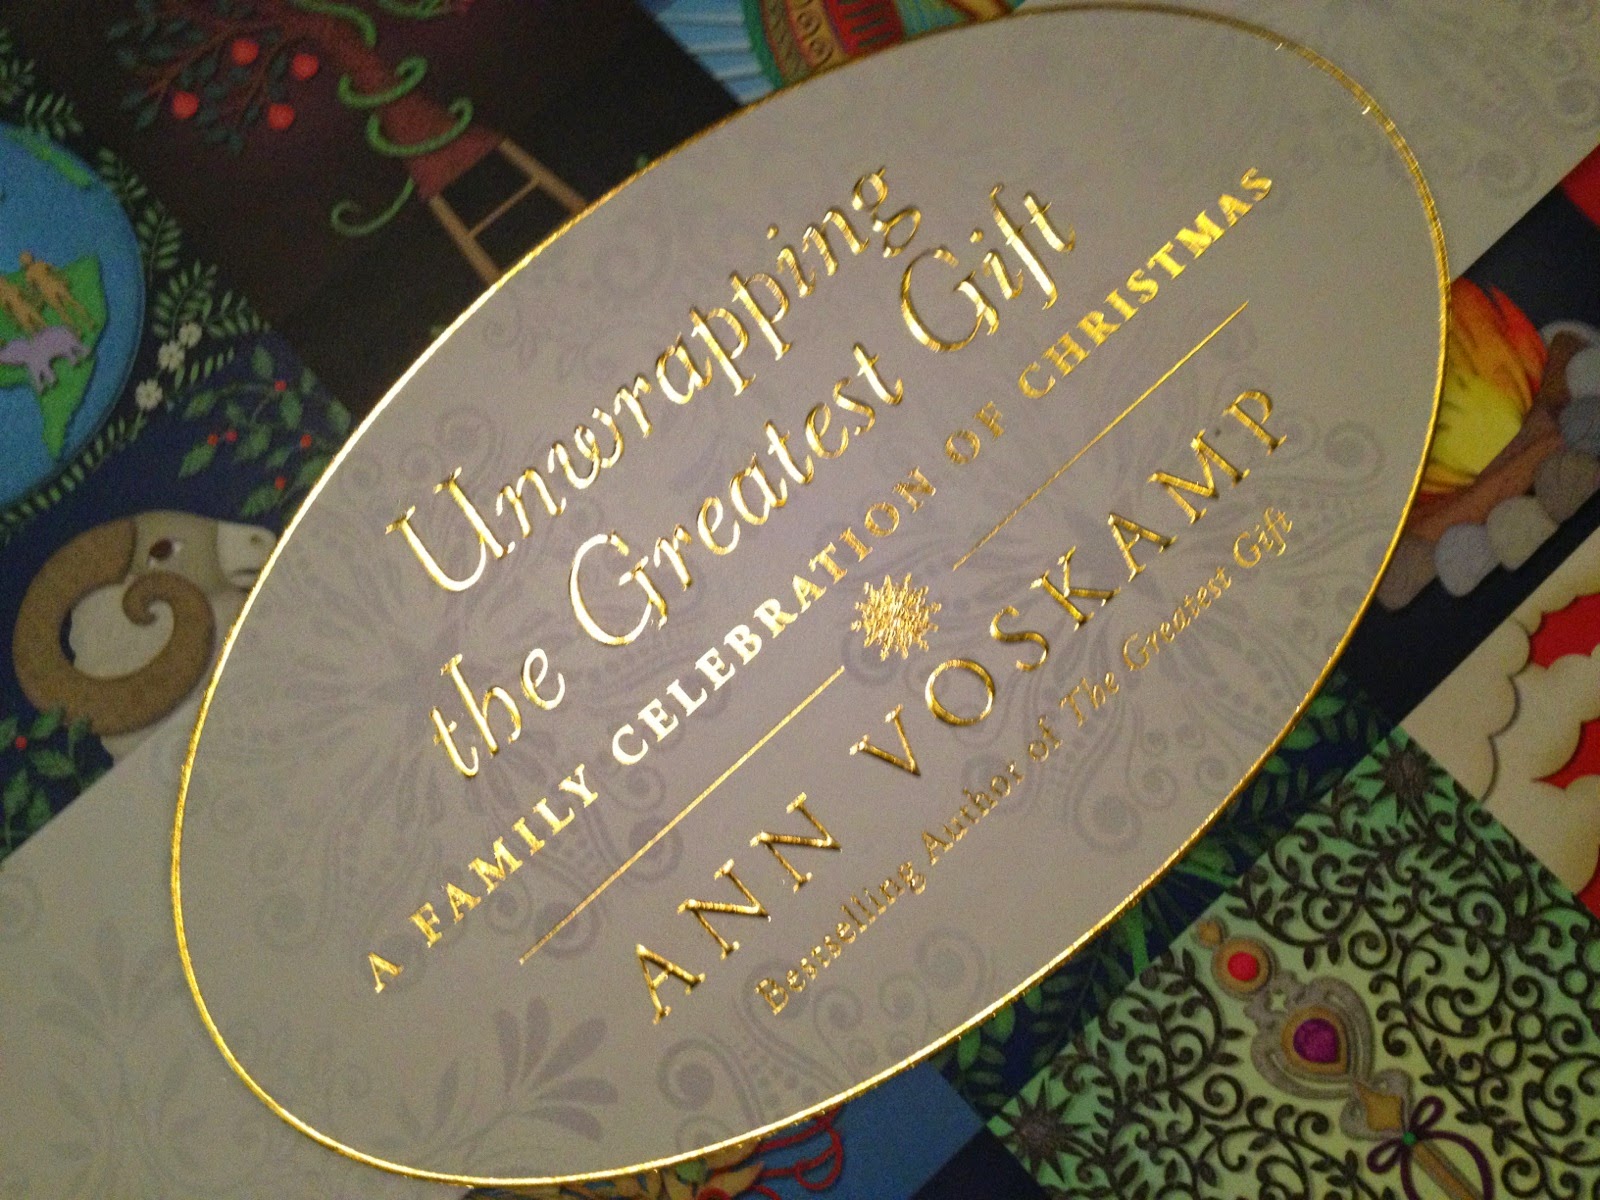 Unwrapping
the Greatest Gift
A FAMILY CELEBRATION OF CHRISTMAS
ANN VOSKAMP
Bestselling Author of The Greatest Gift